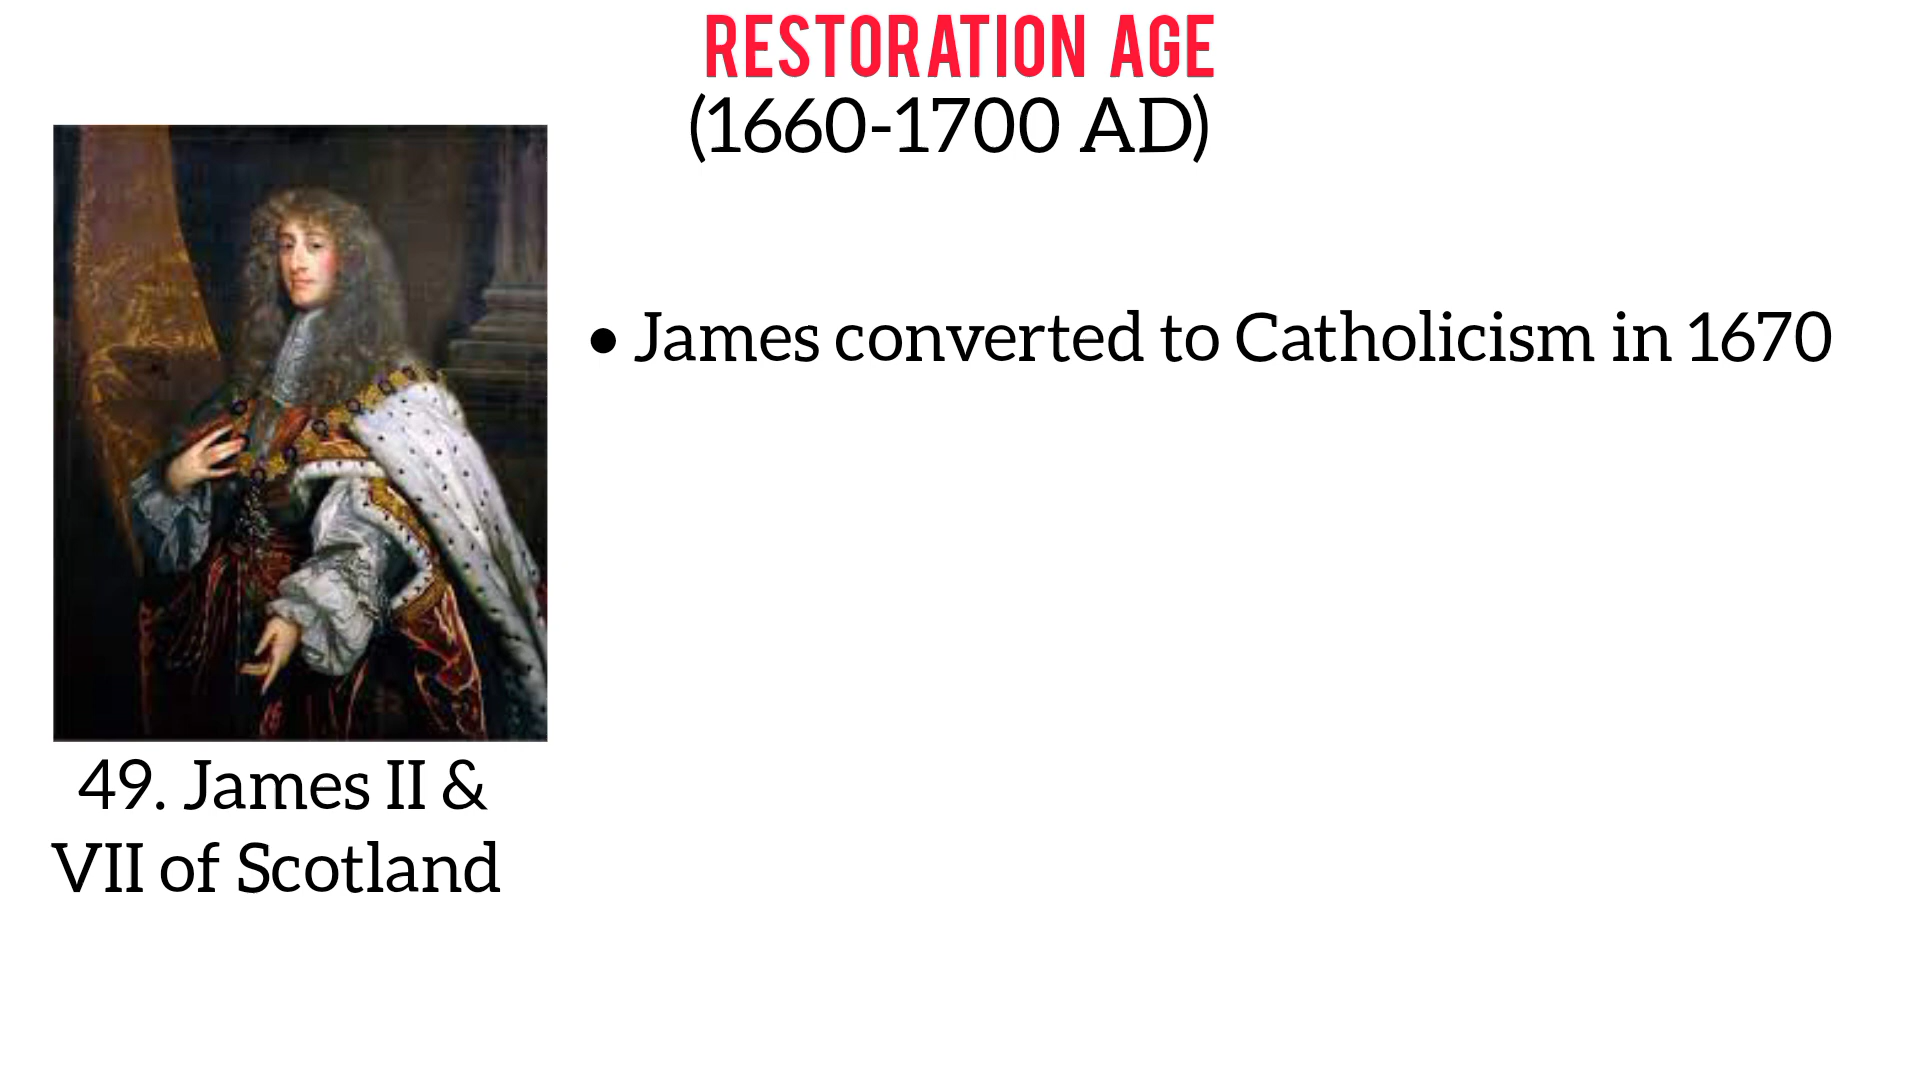 RESTORATION AGE
(1660-1700 AD)
• James converted to Catholicism in 1670
49. James II &
VII of Scotland